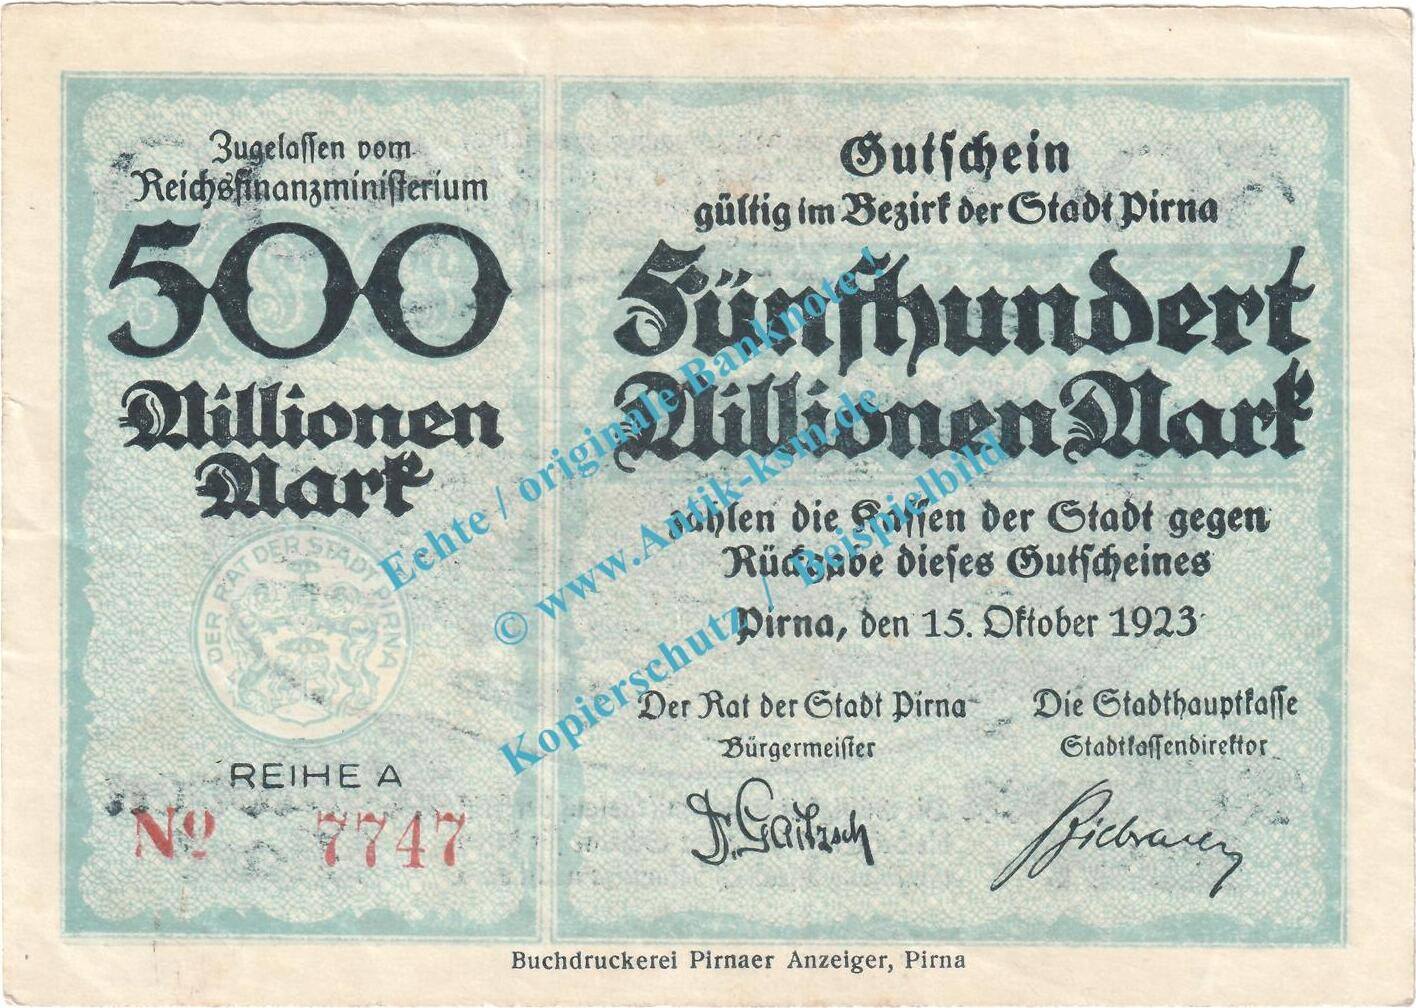 Zugelassen vom
Reichsfinanzministerium
500
Millionen
Mark
DER RAT DER STADT PIRNA
REIHE A
No 7747
Gutschein
gültig im Bezirk der Stadt Pirna
Fünfhundert
Millionen Mark
zahlen die Kassen der Stadt gegen
Rückgabe dieses Gutscheines
Pirna, den 15. Oktober 1923
Der Rat der Stadt Pirna
Bürgermeister
Die Stadthauptkasse
Stadtkassendirektor
Buchdruckerei Pirnaer Anzeiger, Pirna
Echte / originale Banknote !
© www.Antik-ksm.de
Kopierschutz / Beispielbild